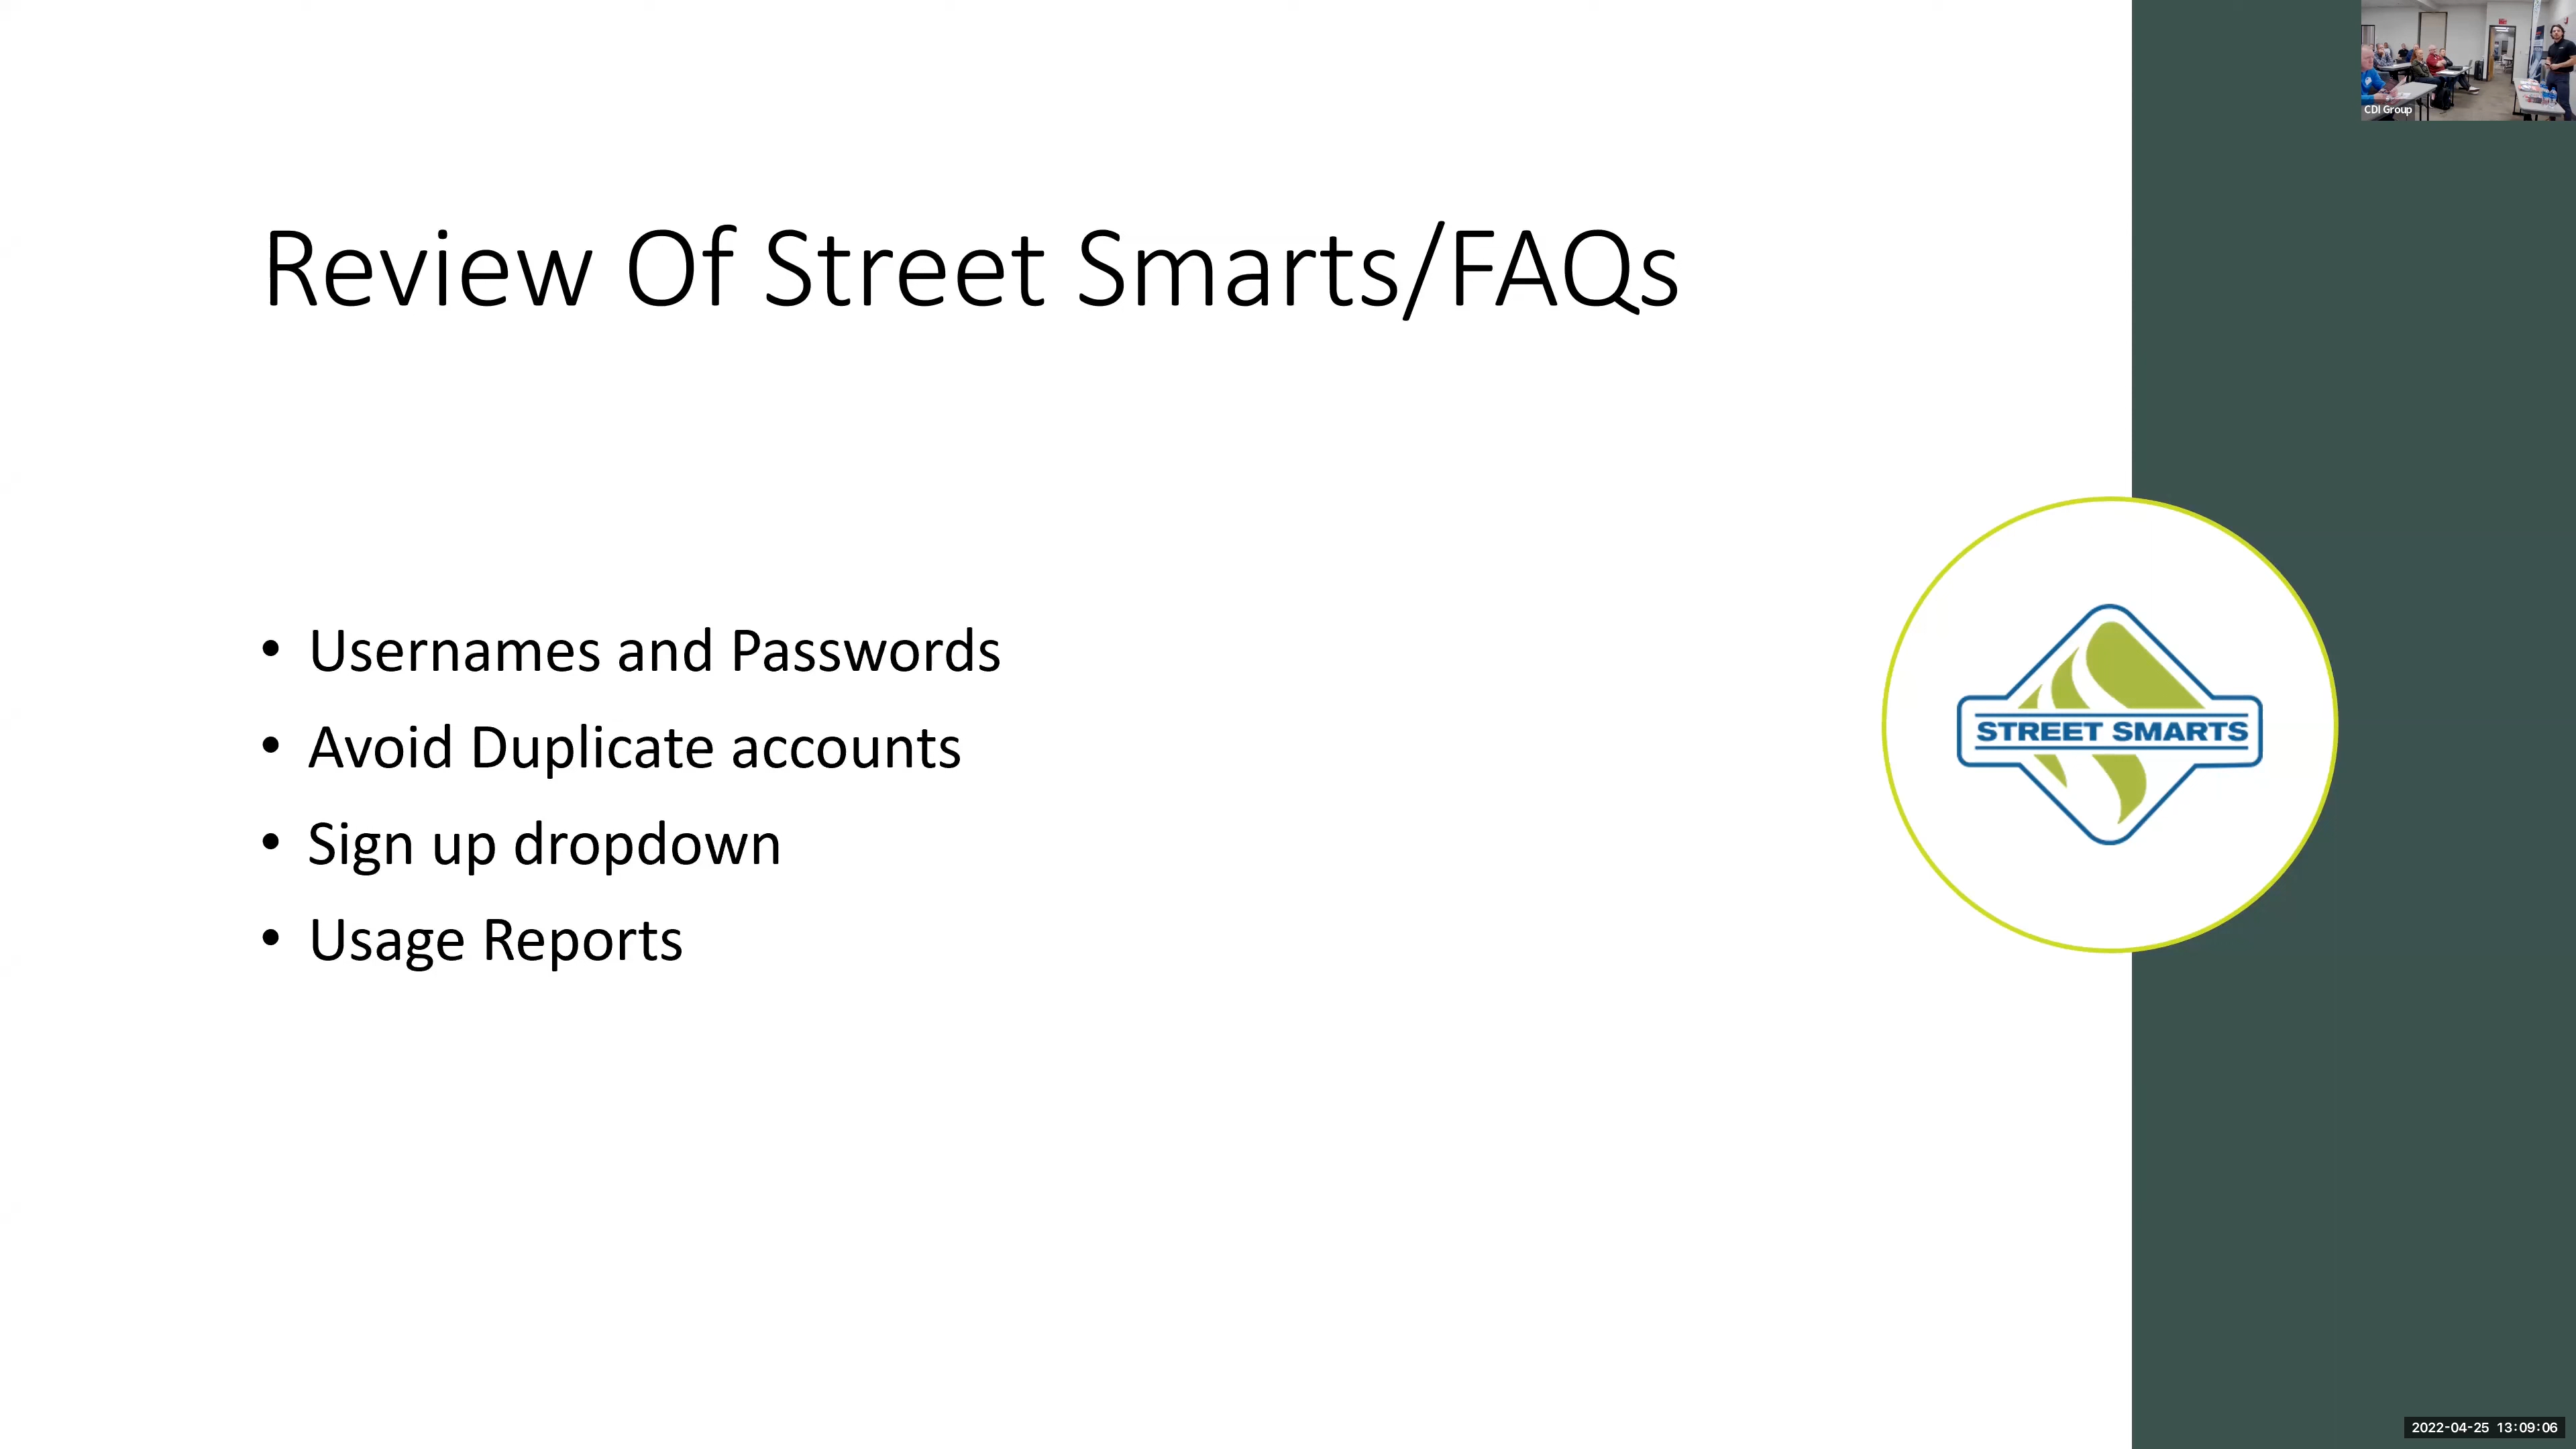 CDI Group
Review Of Street Smarts/FAQs
• Usernames and Passwords
• Avoid Duplicate accounts
• Sign up dropdown
• Usage Reports
STREET SMARTS
2022-04-25 13:09:06